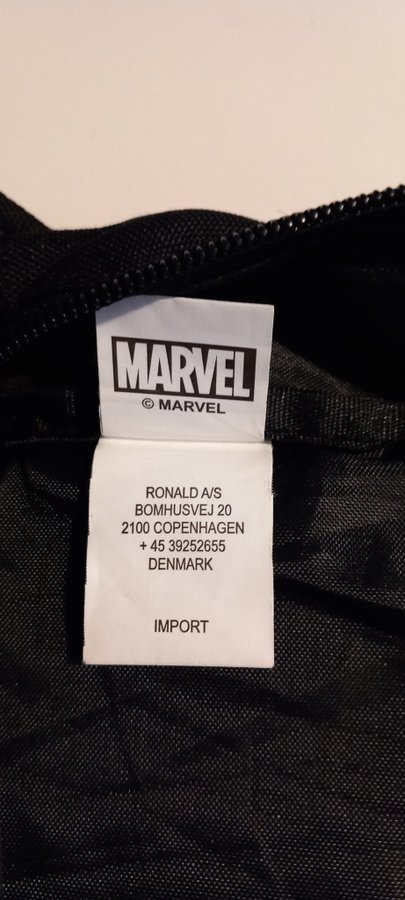 MARVEL
© MARVEL
RONALD A/S
BOMHUSVEJ 20
2100 COPENHAGEN
+ 45 39252655
DENMARK
IMPORT